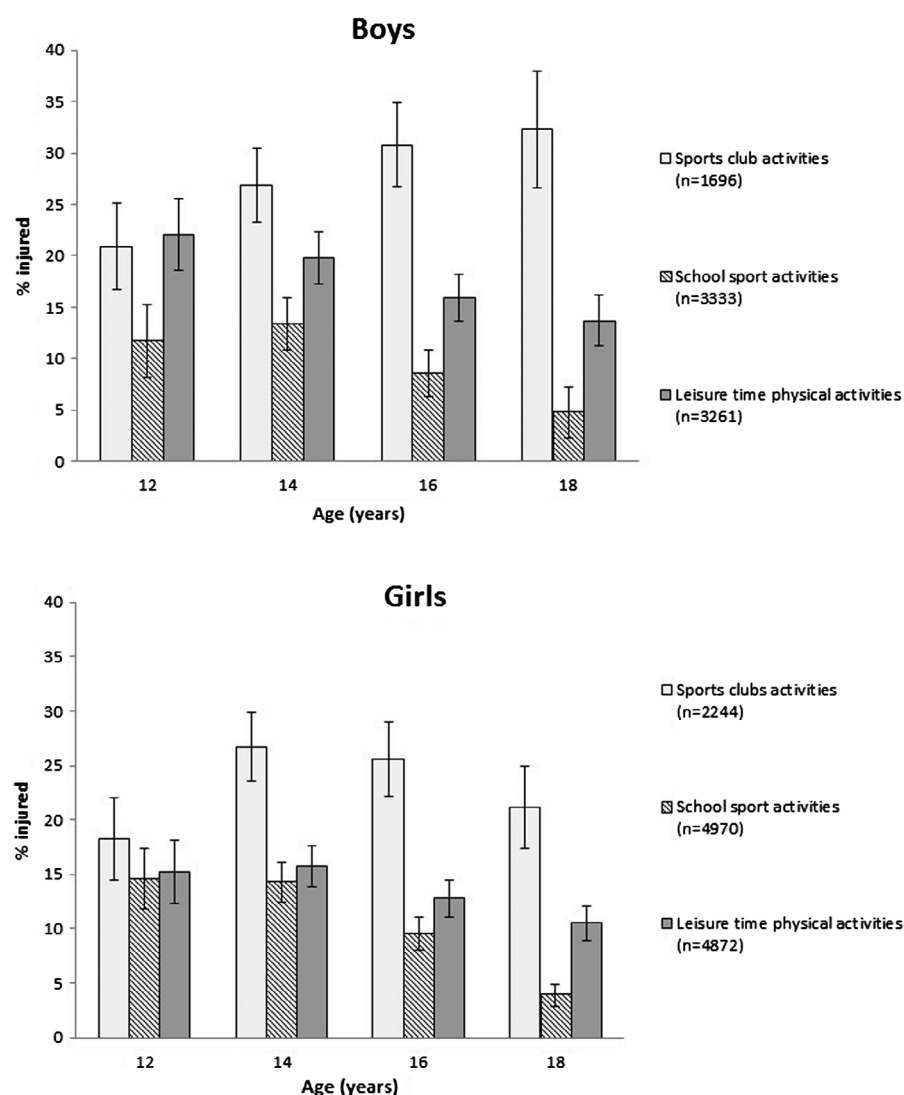 Boys
40
35
30
25
20
15
10
5
0
% injured
12 14 16 18
Age (years)
Sports club activities
(n=1696)
School sport activities
(n=3333)
Leisure time physical activities
(n=3261)
Girls
40
35
30
25
20
15
10
5
0
% injured
12 14 16 18
Age (years)
Sports clubs activities
(n=2244)
School sport activities
(n=4970)
Leisure time physical activities
(n=4872)